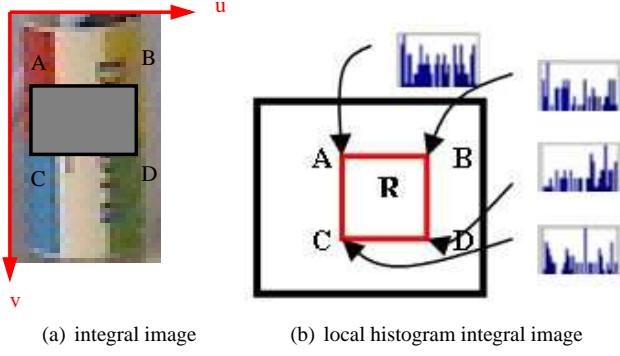 u
A
B
C
D
v
A
B
R
C
D
(a) integral image
(b) local histogram integral image